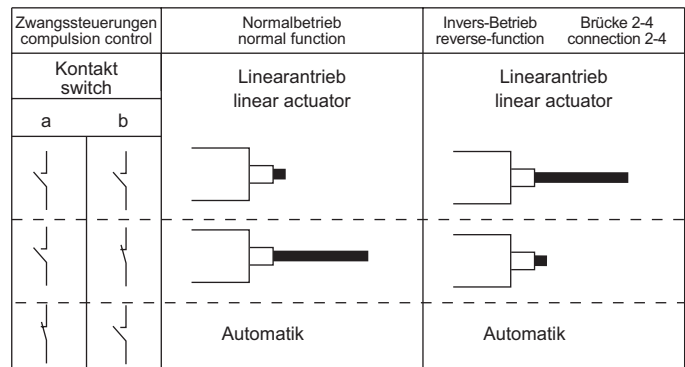 Zwangssteuerungen
compulsion control
Normalbetrieb
normal function
Invers-Betrieb Brücke 2-4
reverse-function connection 2-4
Kontakt
switch
a b
Linearantrieb
linear actuator
Linearantrieb
linear actuator
Automatik
Automatik